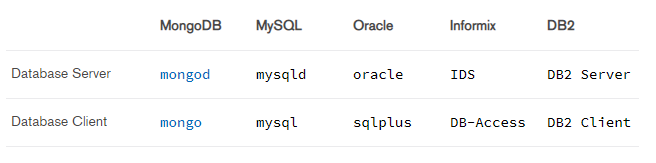 MongoDB MySQL Oracle Informix DB2
Database Server mongod mysqld oracle IDS DB2 Server
Database Client mongo mysql sqlplus DB-Access DB2 Client